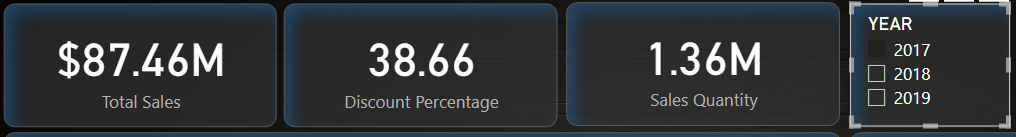 $87.46M
Total Sales
38.66
Discount Percentage
1.36M
Sales Quantity
YEAR
2017
2018
2019